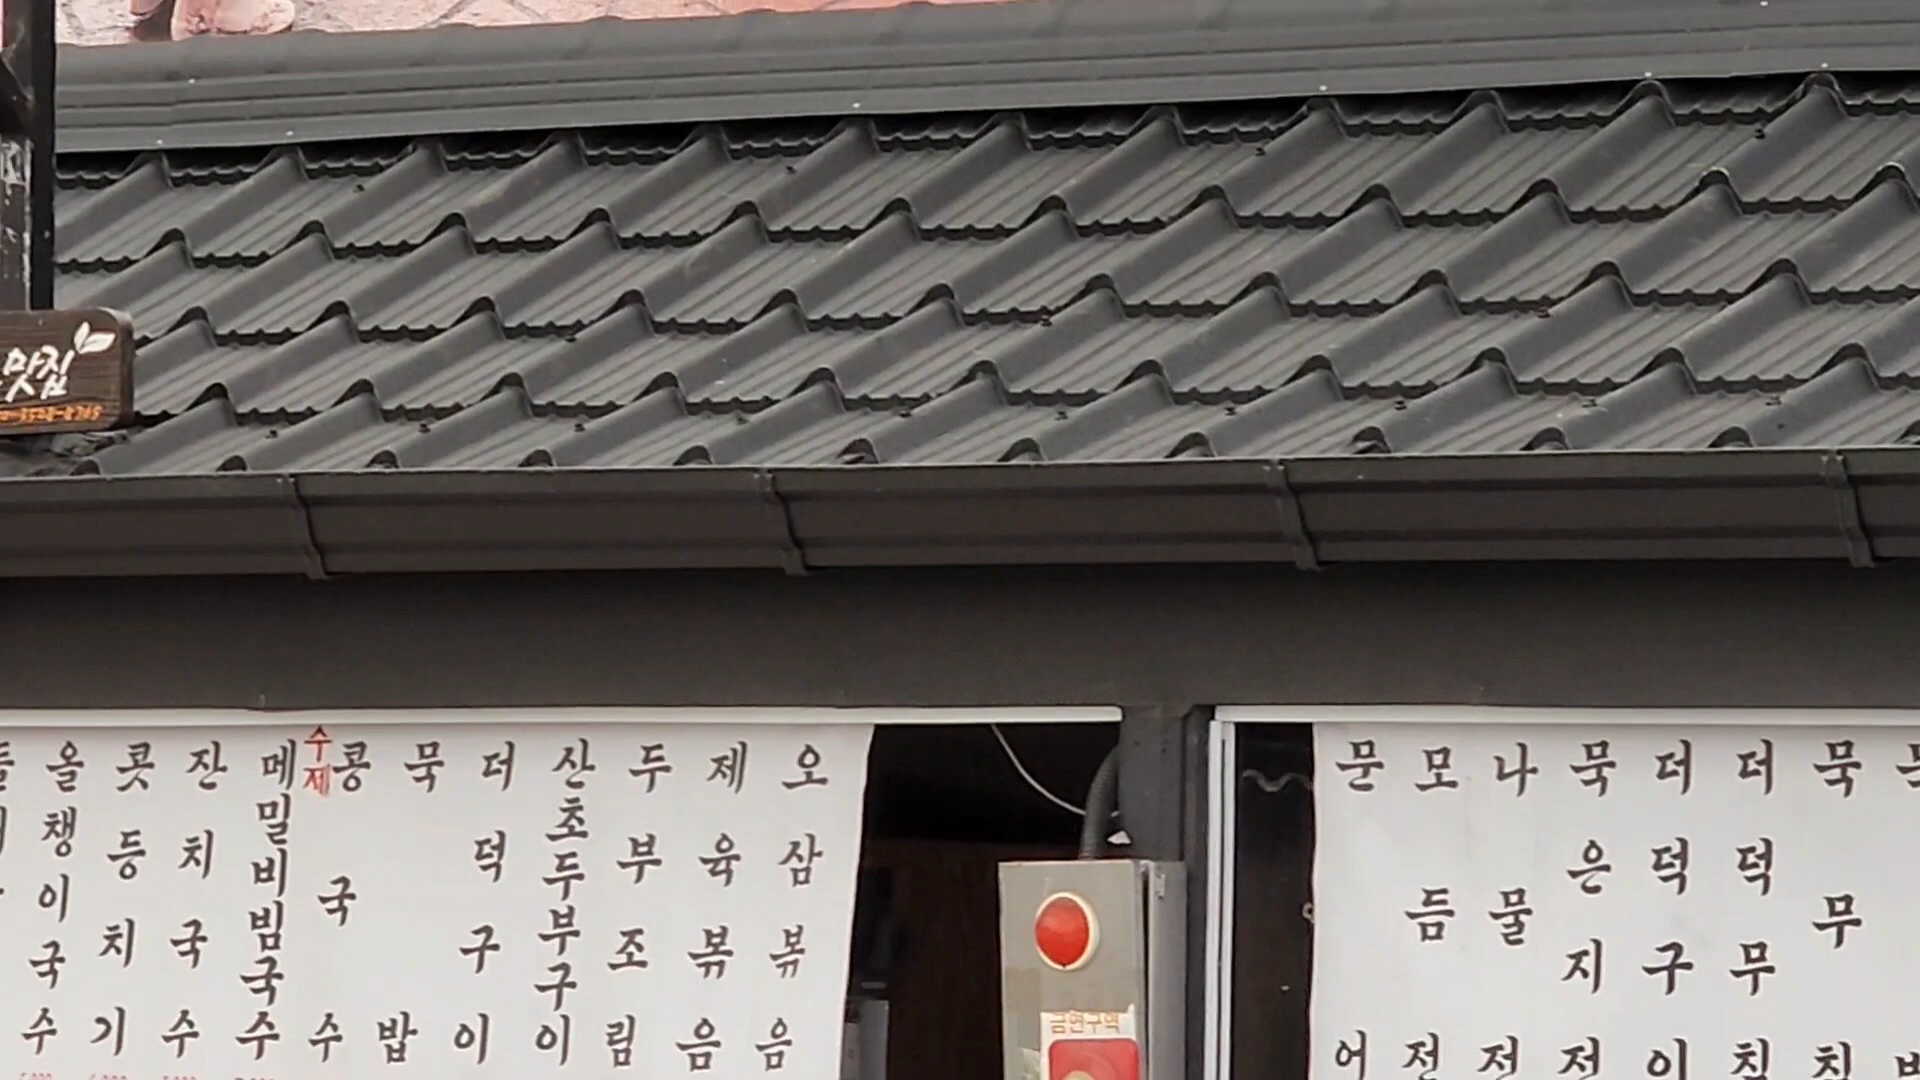 맛집
올챙이국수
콧등치기
잔치국수
메밀비빔국수
수제
콩국수
묵밥
더덕구이
산초두부구이
두부조림
제육볶음
오삼볶음
금연구역
문어
모듬전
나물전
묵은지전
더덕구이
더덕무침
묵무침